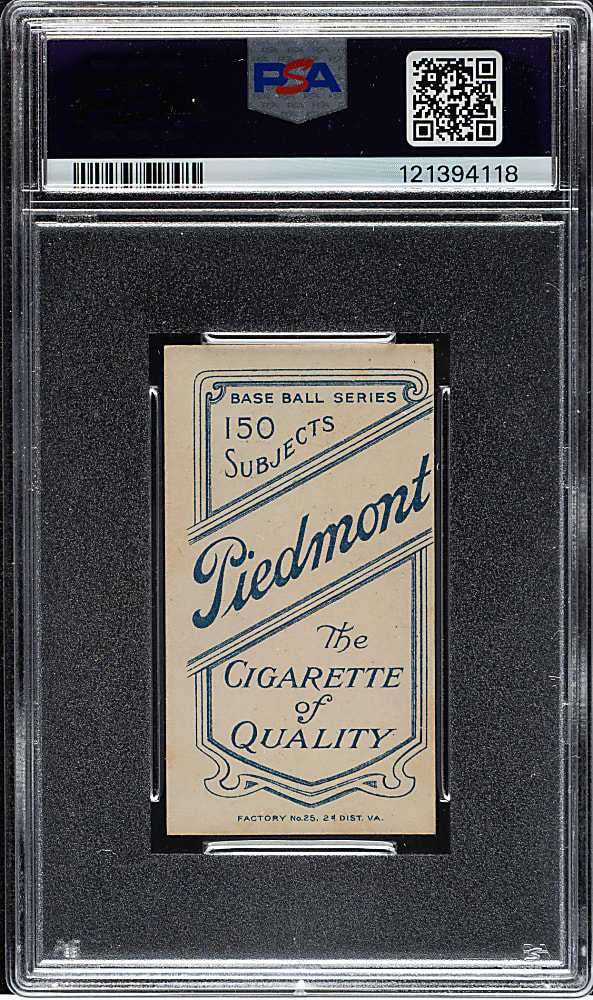 PSA
121394118
BASE BALL SERIES
150
SUBJECTS
Piedmont
The
CIGARETTE
of
QUALITY
FACTORY No.25, 2d DIST. VA.